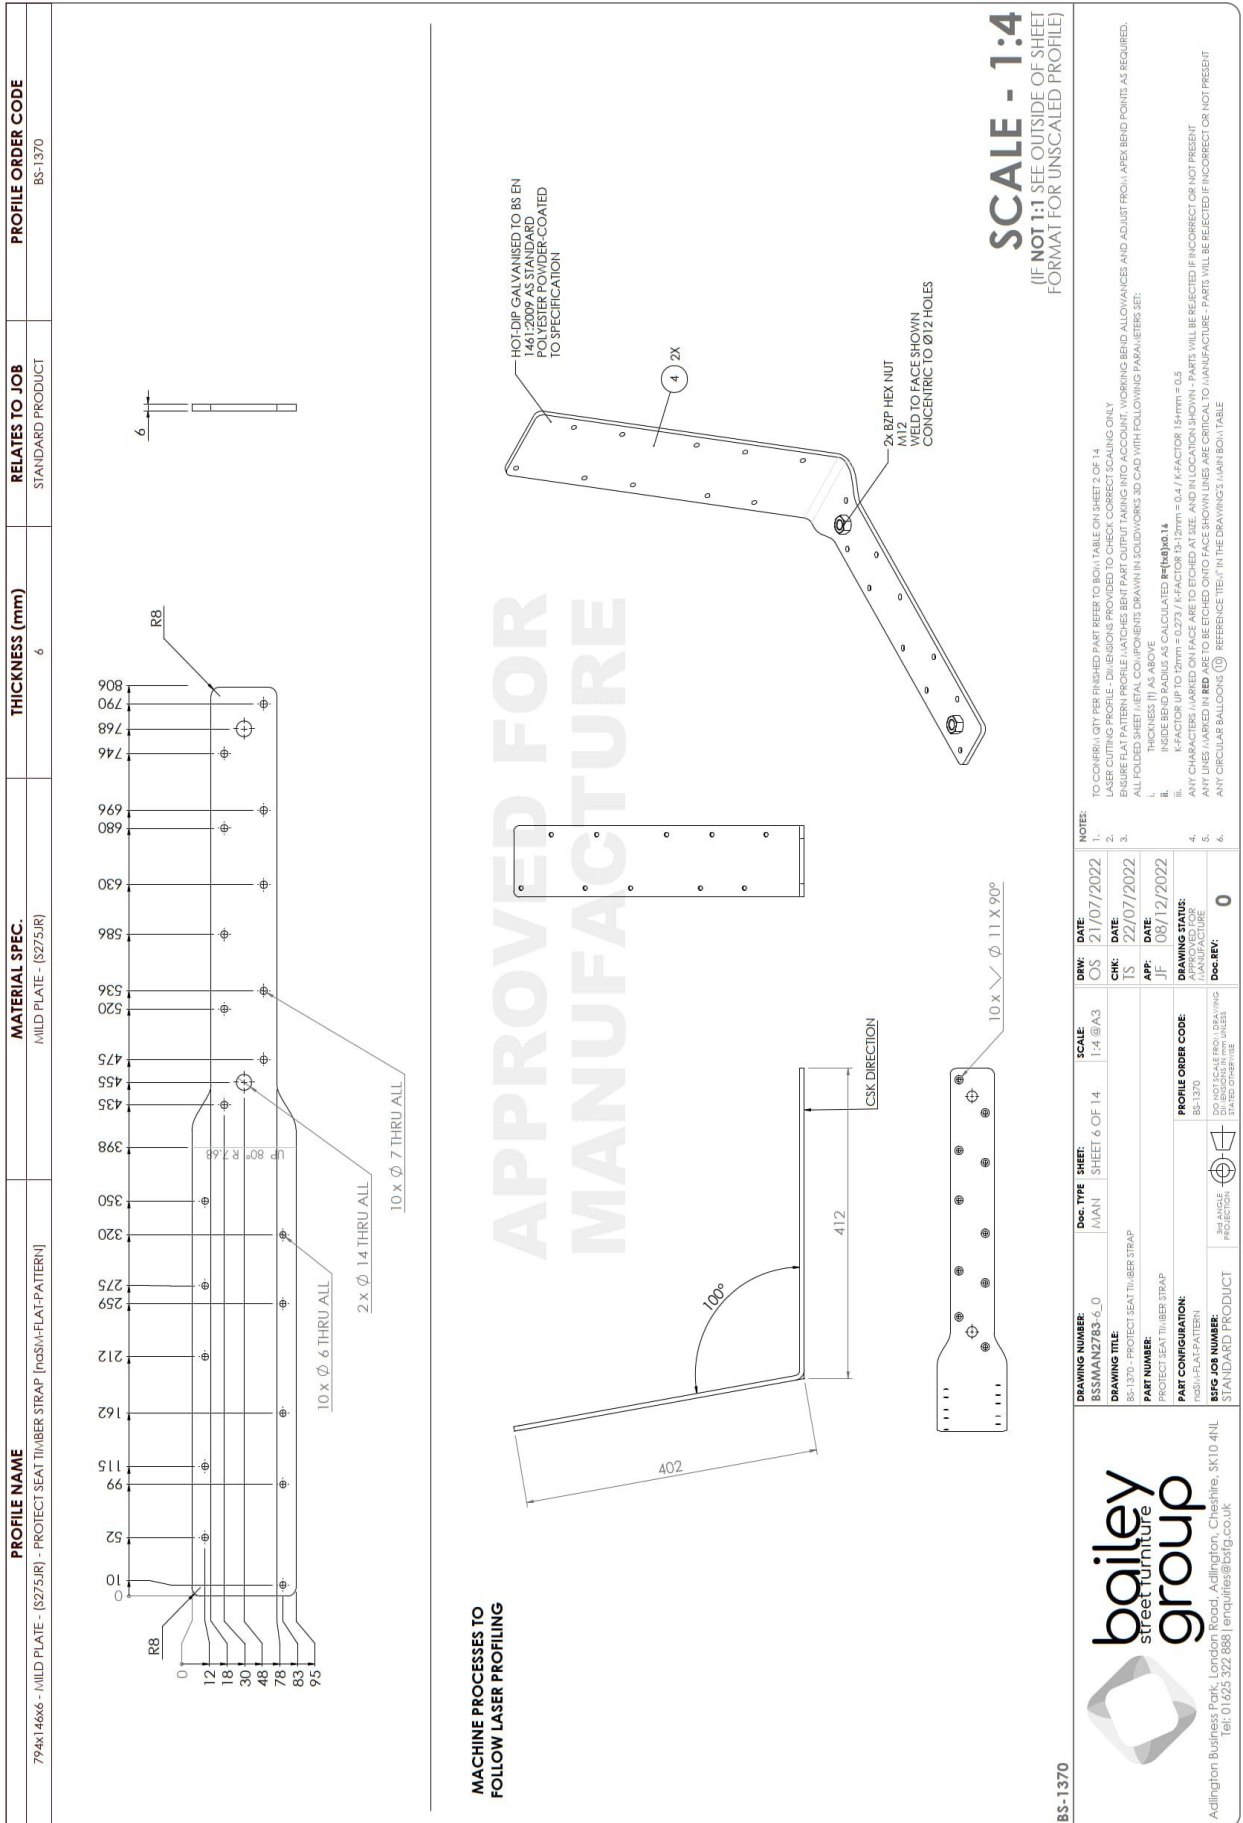 PROFILE NAME
794x146x6 - MILD PLATE - (S275JR) - PROTECT SEAT TIMBER STRAP [naSM-FLAT-PATTERN]
MATERIAL SPEC.
MILD PLATE - (S275JR)
THICKNESS (mm)
6
RELATES TO JOB
STANDARD PRODUCT
PROFILE ORDER CODE
BS-1370
0
10
52
99
115
162
212
259
275
320
350
398
435
455
475
520
536
586
630
680
696
746
768
790
806
R8
R8
6
0
12
18
30
48
78
83
95
UP 80° R 7.68
10 x Ø 6 THRU ALL
2 x Ø 14 THRU ALL
10 x Ø 7 THRU ALL
MACHINE PROCESSES TO
FOLLOW LASER PROFILING
APPROVED FOR
MANUFACTURE
402
100°
412
CSK DIRECTION
10 x ⌵ Ø 11 X 90°
HOT-DIP GALVANISED TO BS EN
1461:2009 AS STANDARD
POLYESTER POWDER-COATED
TO SPECIFICATION
4 2X
2x BZP HEX NUT
M12
WELD TO FACE SHOWN
CONCENTRIC TO Ø12 HOLES
SCALE - 1:4
(IF NOT 1:1 SEE OUTSIDE OF SHEET
FORMAT FOR UNSCALED PROFILE)
BS-1370
bailey
street furniture
group
Adlington Business Park, London Road, Adlington, Cheshire, SK10 4NL
Tel: 01625 322 888 | enquiries@bsfg.co.uk
DRAWING NUMBER:
BSSMAN2783-6_0
Doc. TYPE
MAN
SHEET:
SHEET 6 OF 14
SCALE:
1:4 @A3
DRW:
OS
DATE:
21/07/2022
DRAWING TITLE:
BS-1370 - PROTECT SEAT TIMBER STRAP
CHK:
TS
DATE:
22/07/2022
PART NUMBER:
PROTECT SEAT TIMBER STRAP
APP:
JF
DATE:
08/12/2022
PART CONFIGURATION:
naSM-FLAT-PATTERN
PROFILE ORDER CODE:
BS-1370
DRAWING STATUS:
APPROVED FOR
MANUFACTURE
BSFG JOB NUMBER:
STANDARD PRODUCT
3rd ANGLE
PROJECTION
DO NOT SCALE FROM DRAWING
DIMENSIONS IN mm UNLESS
STATED OTHERWISE
Doc.REV:
0
NOTES:
1. TO CONFIRM QTY PER FINISHED PART REFER TO BOM TABLE ON SHEET 2 OF 14
2. LASER CUTTING PROFILE - DIMENSIONS PROVIDED TO CHECK CORRECT SCALING ONLY
3. ENSURE FLAT PATTERN PROFILE MATCHES BENT PART OUTPUT TAKING INTO ACCOUNT, WORKING BEND ALLOWANCES AND ADJUST FROM APEX BEND POINTS AS REQUIRED.
ALL FOLDED SHEET METAL COMPONENTS DRAWN IN SOLIDWORKS 3D CAD WITH FOLLOWING PARAMETERS SET:
i. THICKNESS (T) AS ABOVE
ii. INSIDE BEND RADIUS AS CALCULATED R=(tx8)x0.16
iii. K-FACTOR UP TO 12mm = 0.273 / K-FACTOR 13-12mm = 0.4 / K-FACTOR 15+mm = 0.5
4. ANY CHARACTERS MARKED ON FACE ARE TO ETCHED AT SIZE, AND IN LOCATION SHOWN - PARTS WILL BE REJECTED IF INCORRECT OR NOT PRESENT
5. ANY LINES MARKED IN RED ARE TO BE ETCHED ONTO FACE SHOWN LINES ARE CRITICAL TO MANUFACTURE - PARTS WILL BE REJECTED IF INCORRECT OR NOT PRESENT
6. ANY CIRCULAR BALLOONS 10 REFERENCE "ITEM" IN THE DRAWING'S MAIN BOM TABLE